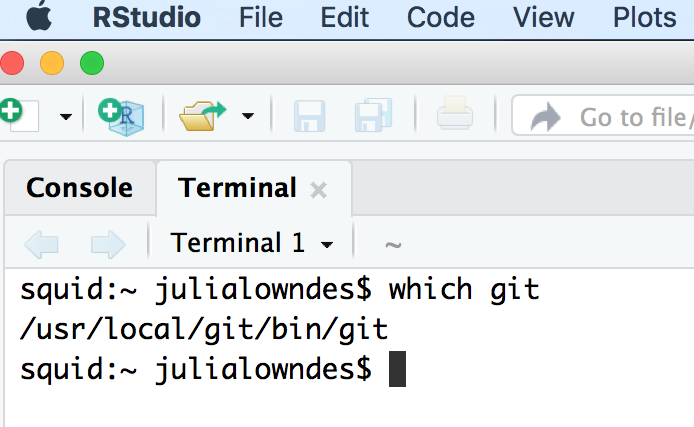 RStudio File Edit Code View Plots
R Go to file/
Console Terminal ×
Terminal 1 ~
squid:~ julialowndes$ which git
/usr/local/git/bin/git
squid:~ julialowndes$